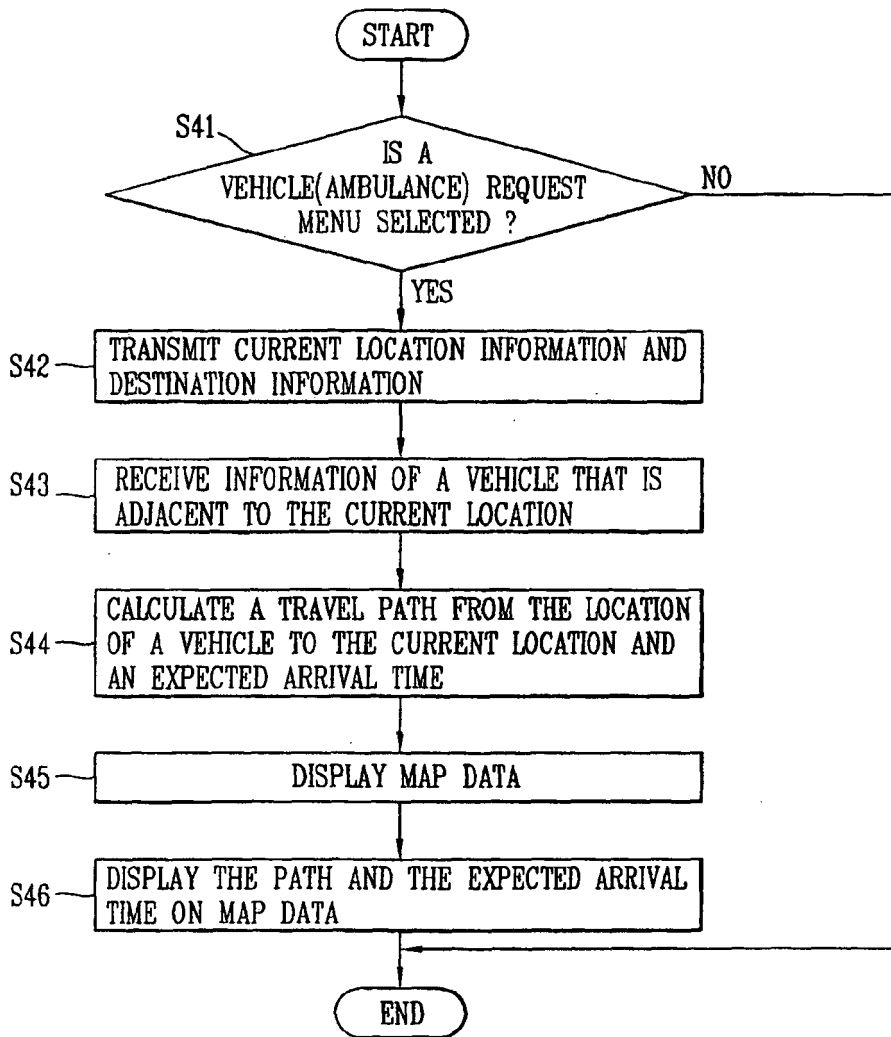 START
S41
IS A
VEHICLE(AMBULANCE) REQUEST
MENU SELECTED ?
NO
YES
S42
TRANSMIT CURRENT LOCATION INFORMATION AND
DESTINATION INFORMATION
S43
RECEIVE INFORMATION OF A VEHICLE THAT IS
ADJACENT TO THE CURRENT LOCATION
S44
CALCULATE A TRAVEL PATH FROM THE LOCATION
OF A VEHICLE TO THE CURRENT LOCATION AND
AN EXPECTED ARRIVAL TIME
S45
DISPLAY MAP DATA
S46
DISPLAY THE PATH AND THE EXPECTED ARRIVAL
TIME ON MAP DATA
END